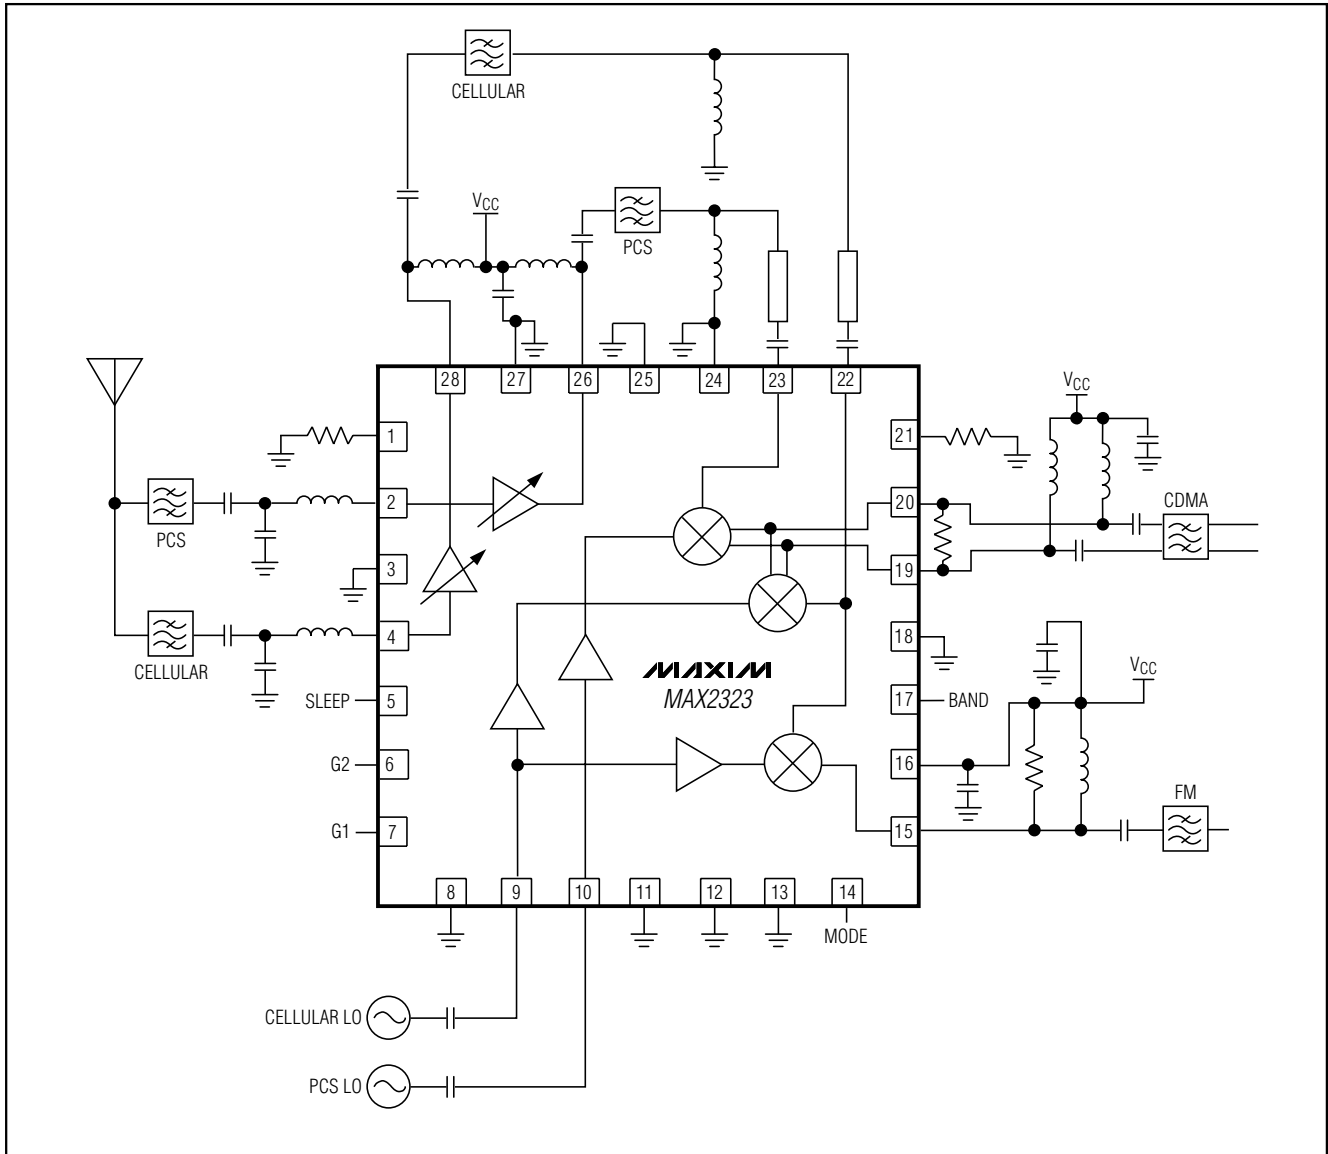 CELLULAR
VCC
PCS
28 27 26 25 24 23 22
VCC
1
21
2
20
CDMA
PCS
3
19
4
18
CELLULAR
MAXIM
MAX2323
VCC
SLEEP 5
17 BAND
G2 6
16
FM
G1 7
15
8 9 10 11 12 13 14
MODE
CELLULAR LO
PCS LO